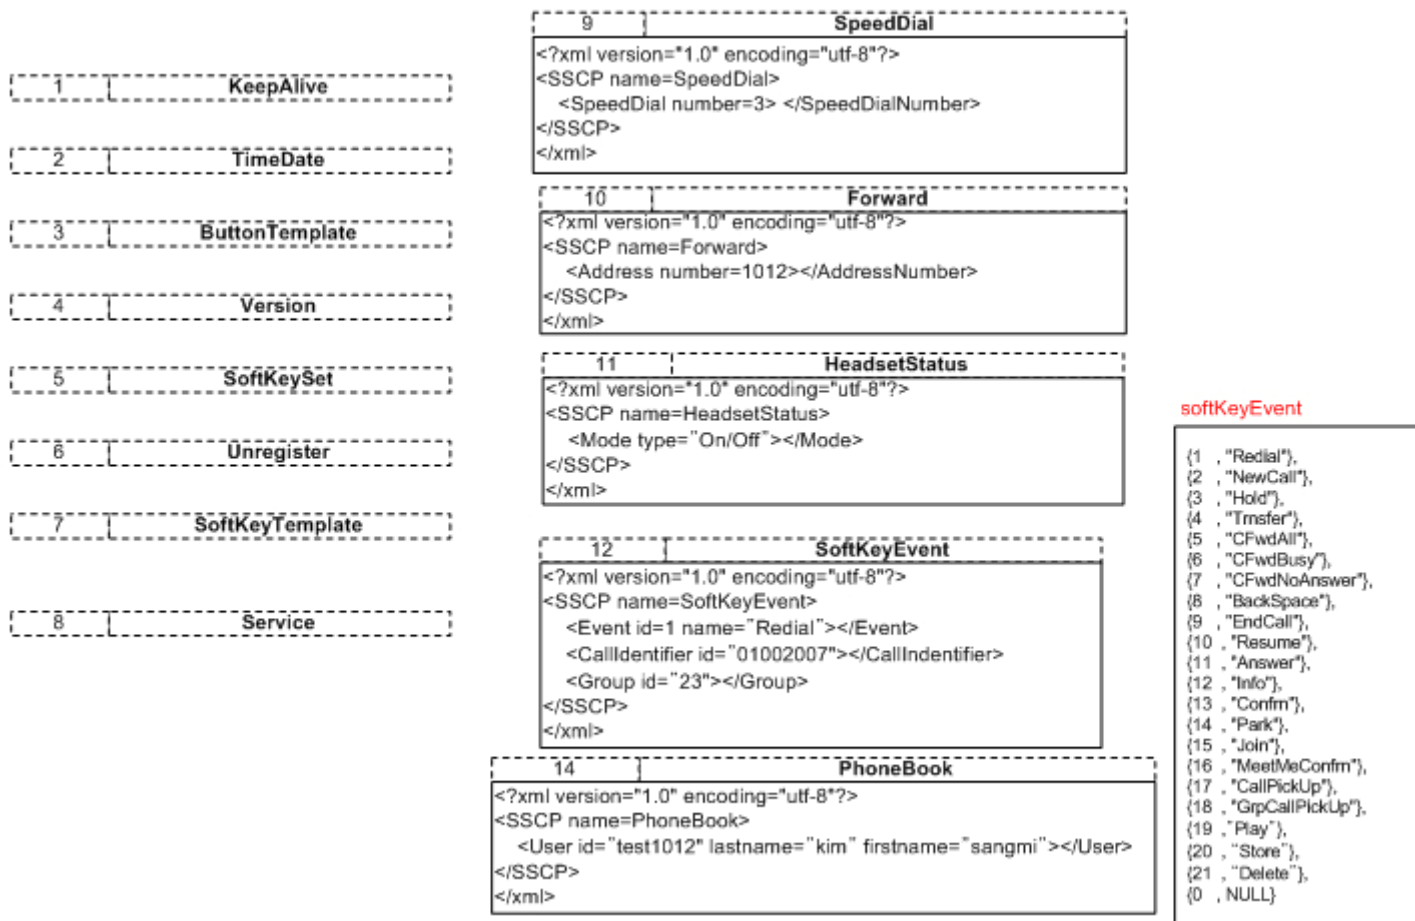 1 KeepAlive
2 TimeDate
3 ButtonTemplate
4 Version
5 SoftKeySet
6 Unregister
7 SoftKeyTemplate
8 Service
9 SpeedDial
<?xml version="1.0" encoding="utf-8"?>
<SSCP name=SpeedDial>
<SpeedDial number=3> </SpeedDialNumber>
</SSCP>
</xml>
10 Forward
<?xml version="1.0" encoding="utf-8"?>
<SSCP name=Forward>
<Address number=1012></AddressNumber>
</SSCP>
</xml>
11 HeadsetStatus
<?xml version="1.0" encoding="utf-8"?>
<SSCP name=HeadsetStatus>
<Mode type=¨On/Off¨></Mode>
</SSCP>
</xml>
12 SoftKeyEvent
<?xml version="1.0" encoding="utf-8"?>
<SSCP name=SoftKeyEvent>
<Event id=1 name=¨Redial¨></Event>
<CallIdentifier id=¨01002007"></CallIndentifier>
<Group id=¨23"></Group>
</SSCP>
</xml>
14 PhoneBook
<?xml version="1.0" encoding="utf-8"?>
<SSCP name=PhoneBook>
<User id=¨test1012" lastname=¨kim¨ firstname=¨sangmi¨></User>
</SSCP>
</xml>
softKeyEvent
{1 , "Redial"},
{2 , "NewCall"},
{3 , "Hold"},
{4 , "Trnsfer"},
{5 , "CFwdAll"},
{6 , "CFwdBusy"},
{7 , "CFwdNoAnswer"},
{8 , "BackSpace"},
{9 , "EndCall"},
{10 , "Resume"},
{11 , "Answer"},
{12 , "Info"},
{13 , "Confrn"},
{14 , "Park"},
{15 , "Join"},
{16 , "MeetMeConfrn"},
{17 , "CallPickUp"},
{18 , "GrpCallPickUp"},
{19 ,¨Play¨},
{20 , ¨Store¨},
{21 , ¨Delete¨},
{0 , NULL}